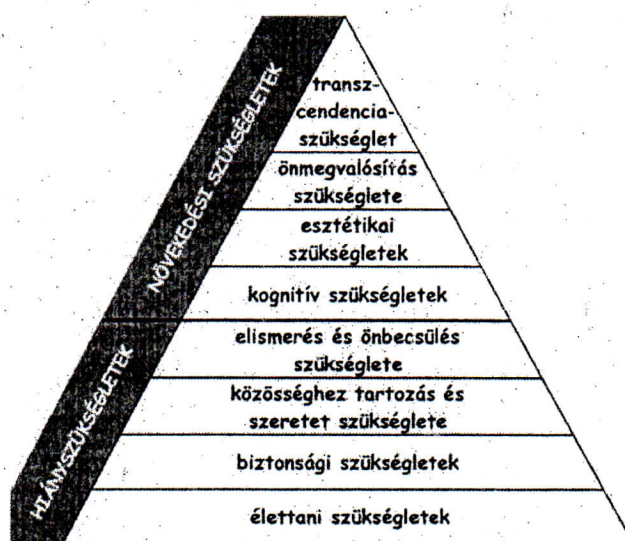 NÖVEKEDÉSI SZÜKSÉGLETEK
HIÁNYSZÜKSÉGLETEK
transz-
cendencia-
szükséglet
önmegvalósítás
szükséglete
esztétikai
szükségletek
kognitív szükségletek
elismerés és önbecsülés
szükséglete
közösséghez tartozás és
szeretet szükséglete
biztonsági szükségletek
élettani szükségletek